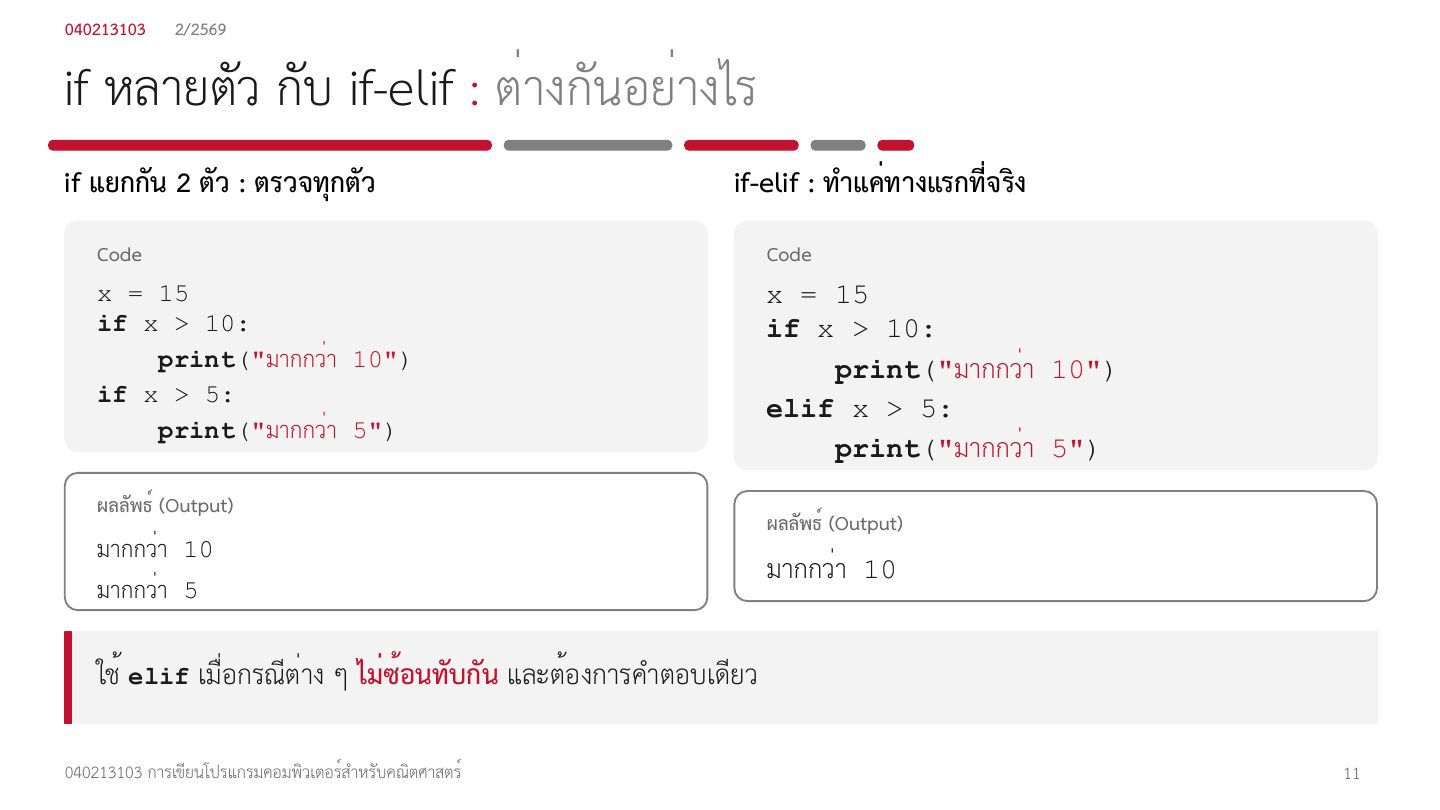 040213103 2/2569
if หลายตัว กับ if-elif : ต่างกันอย่างไร
if แยกกัน 2 ตัว : ตรวจทุกตัว
Code
x = 15
if x > 10:
    print("มากกว่า 10")
if x > 5:
    print("มากกว่า 5")
ผลลัพธ์ (Output)
มากกว่า 10
มากกว่า 5
if-elif : ทำแค่ทางแรกที่จริง
Code
x = 15
if x > 10:
    print("มากกว่า 10")
elif x > 5:
    print("มากกว่า 5")
ผลลัพธ์ (Output)
มากกว่า 10
ใช้ elif เมื่อกรณีต่าง ๆ ไม่ซ้อนทับกัน และต้องการคำตอบเดียว
040213103 การเขียนโปรแกรมคอมพิวเตอร์สำหรับคณิตศาสตร์ 11